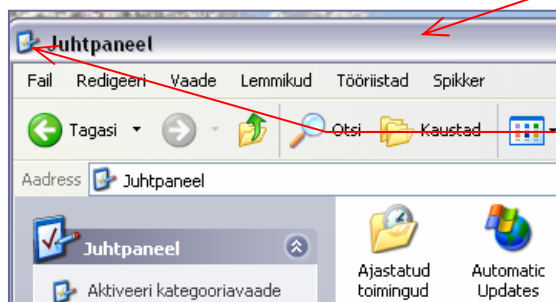 Juhtpaneel
Fail Redigeeri Vaade Lemmikud Tööriistad Spikker
Tagasi Otsi Kaustad
Aadress Juhtpaneel
Juhtpaneel
Aktiveeri kategooriavaade
Ajastatud
toimingud
Automatic
Updates